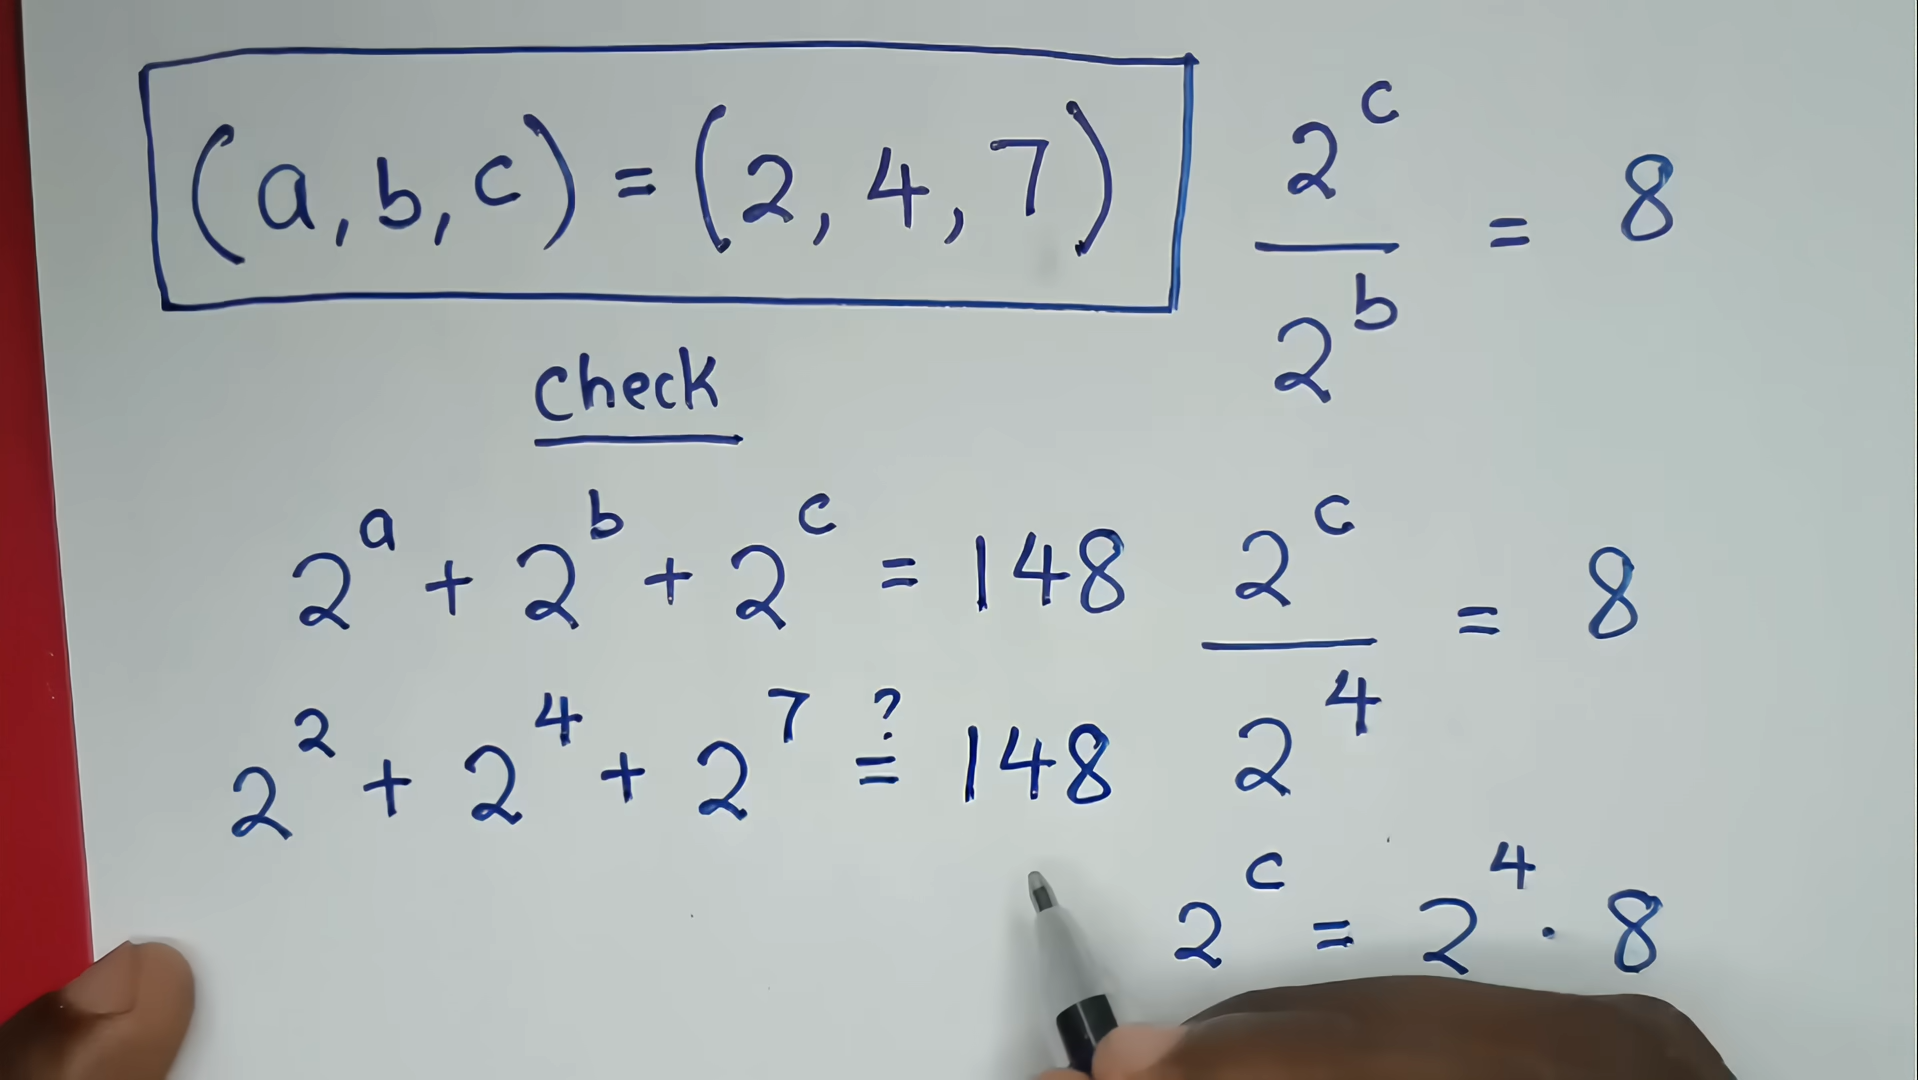 (a, b, c) = (2, 4, 7)
Check
2^a + 2^b + 2^c = 148
2^2 + 2^4 + 2^7 ≟ 148
2^c / 2^b = 8
2^c / 2^4 = 8
2^c = 2^4 · 8